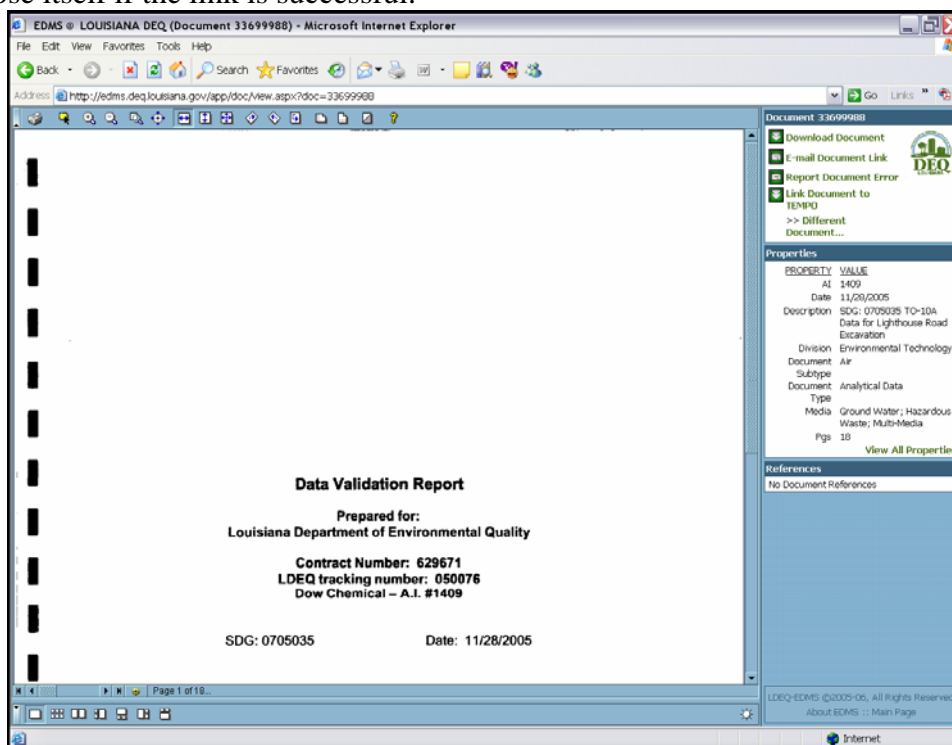 ose itself if the link is successful.
EDMS @ LOUISIANA DEQ (Document 33699988) - Microsoft Internet Explorer
File Edit View Favorites Tools Help
Back Search Favorites
Address http://edms.deq.louisiana.gov/app/doc/view.aspx?doc=33699988 Go Links »
Data Validation Report
Prepared for:
Louisiana Department of Environmental Quality
Contract Number: 629671
LDEQ tracking number: 050076
Dow Chemical – A.I. #1409
SDG: 0705035 Date: 11/28/2005
Page 1 of 18...
Document 33699988
Download Document
E-mail Document Link
Report Document Error
Link Document to
TEMPO
>> Different
Document...
DEQ
Properties
PROPERTY VALUE
AI 1409
Date 11/28/2005
Description SDG: 0705035 TO-10A
Data for Lighthouse Road
Excavation
Division Environmental Technology
Document Air
Subtype
Document Analytical Data
Type
Media Ground Water; Hazardous
Waste; Multi-Media
Pgs 18
View All Propertie
References
No Document References
LDEQ-EDMS ©2005-06, All Rights Reserved
About EDMS :: Main Page
Internet